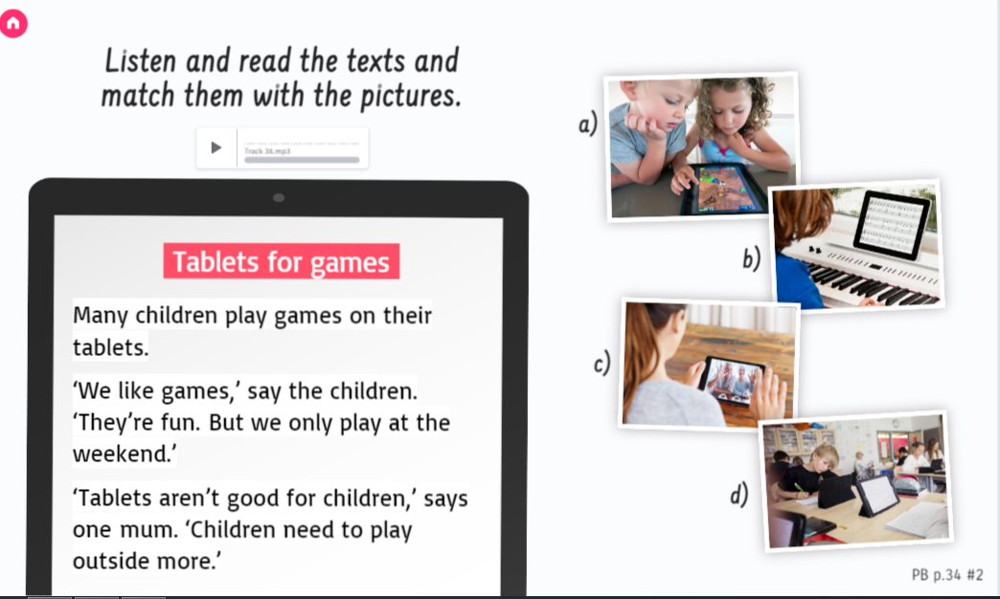 Listen and read the texts and
match them with the pictures.
Track 38.mp3
Tablets for games
Many children play games on their
tablets.
‘We like games,’ say the children.
‘They’re fun. But we only play at the
weekend.’
‘Tablets aren’t good for children,’ says
one mum. ‘Children need to play
outside more.’
a)
b)
c)
d)
PB p.34 #2